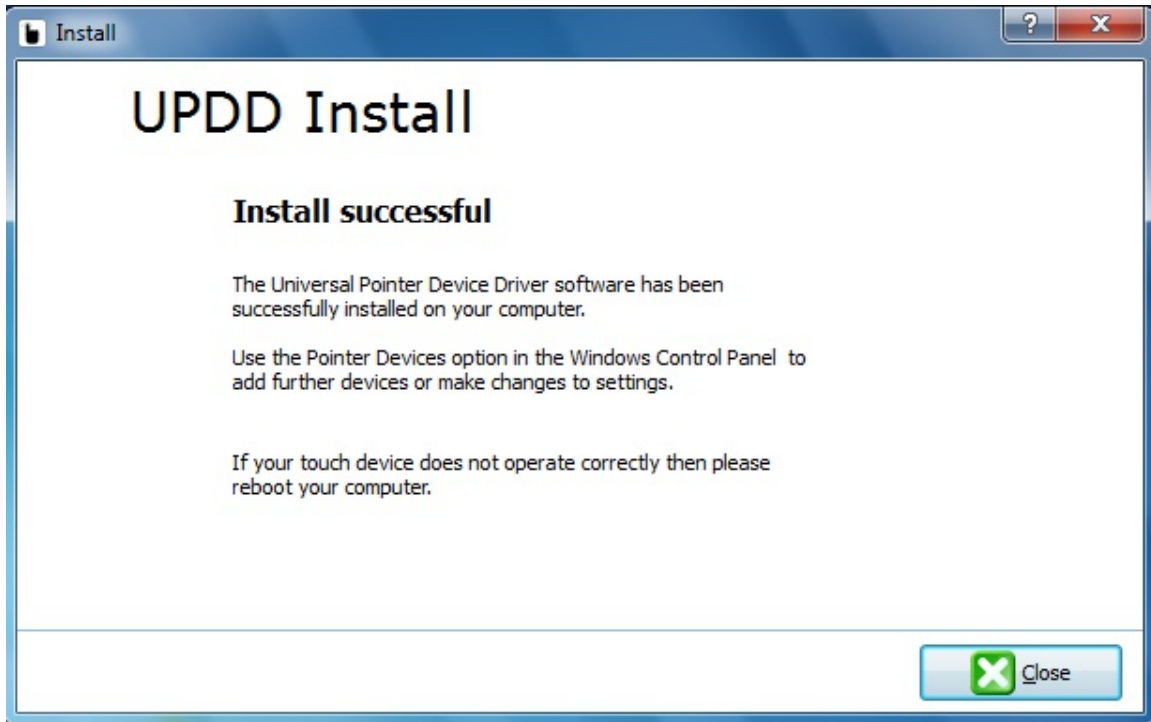 Install
?
X
UPDD Install
Install successful
The Universal Pointer Device Driver software has been
successfully installed on your computer.
Use the Pointer Devices option in the Windows Control Panel  to
add further devices or make changes to settings.
If your touch device does not operate correctly then please
reboot your computer.
Close